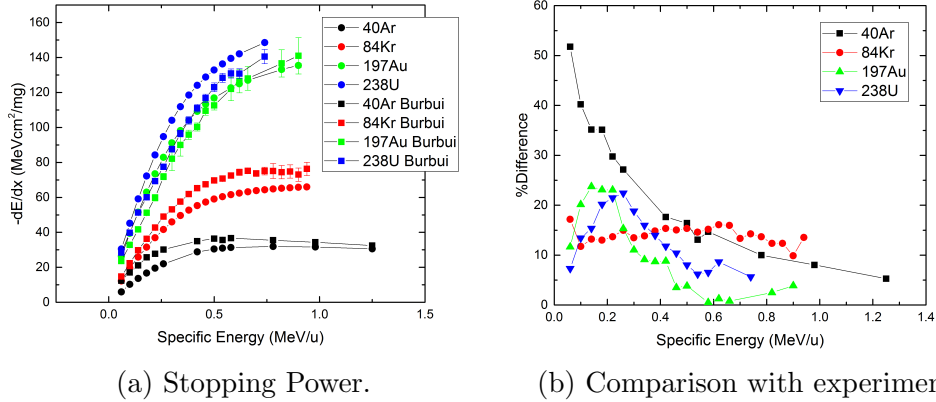 160
140
120
100
80
60
40
20
0
-dE/dx (MeVcm²/mg)
0.0
0.5
1.0
1.5
Specific Energy (MeV/u)
40Ar
84Kr
197Au
238U
40Ar Burbui
84Kr Burbui
197Au Burbui
238U Burbui
(a) Stopping Power.
60
50
40
30
20
10
0
%Difference
0.0
0.2
0.4
0.6
0.8
1.0
1.2
1.4
Specific Energy (MeV/u)
40Ar
84Kr
197Au
238U
(b) Comparison with experimen